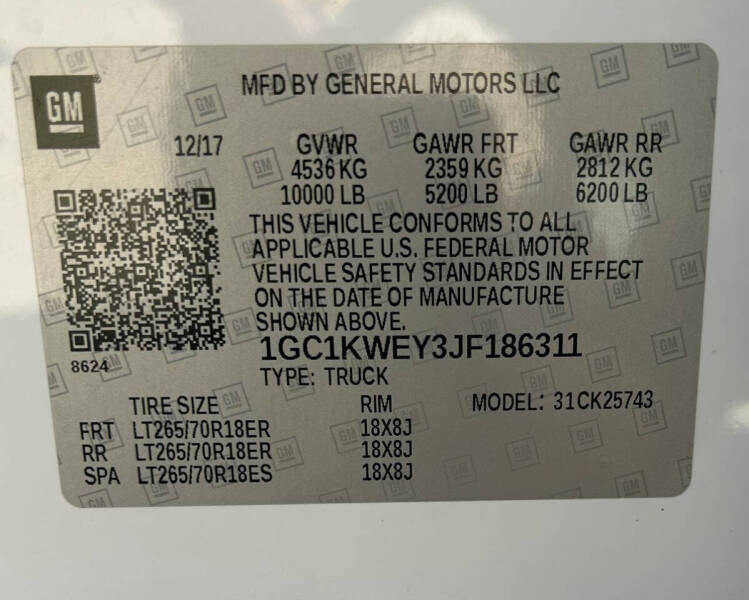 GM
MFD BY GENERAL MOTORS LLC
12/17 GVWR GAWR FRT GAWR RR
4536 KG 2359 KG 2812 KG
10000 LB 5200 LB 6200 LB
THIS VEHICLE CONFORMS TO ALL
APPLICABLE U.S. FEDERAL MOTOR
VEHICLE SAFETY STANDARDS IN EFFECT
ON THE DATE OF MANUFACTURE
SHOWN ABOVE.
8624
1GC1KWEY3JF186311
TYPE: TRUCK
TIRE SIZE RIM MODEL: 31CK25743
FRT LT265/70R18ER 18X8J
RR LT265/70R18ER 18X8J
SPA LT265/70R18ES 18X8J